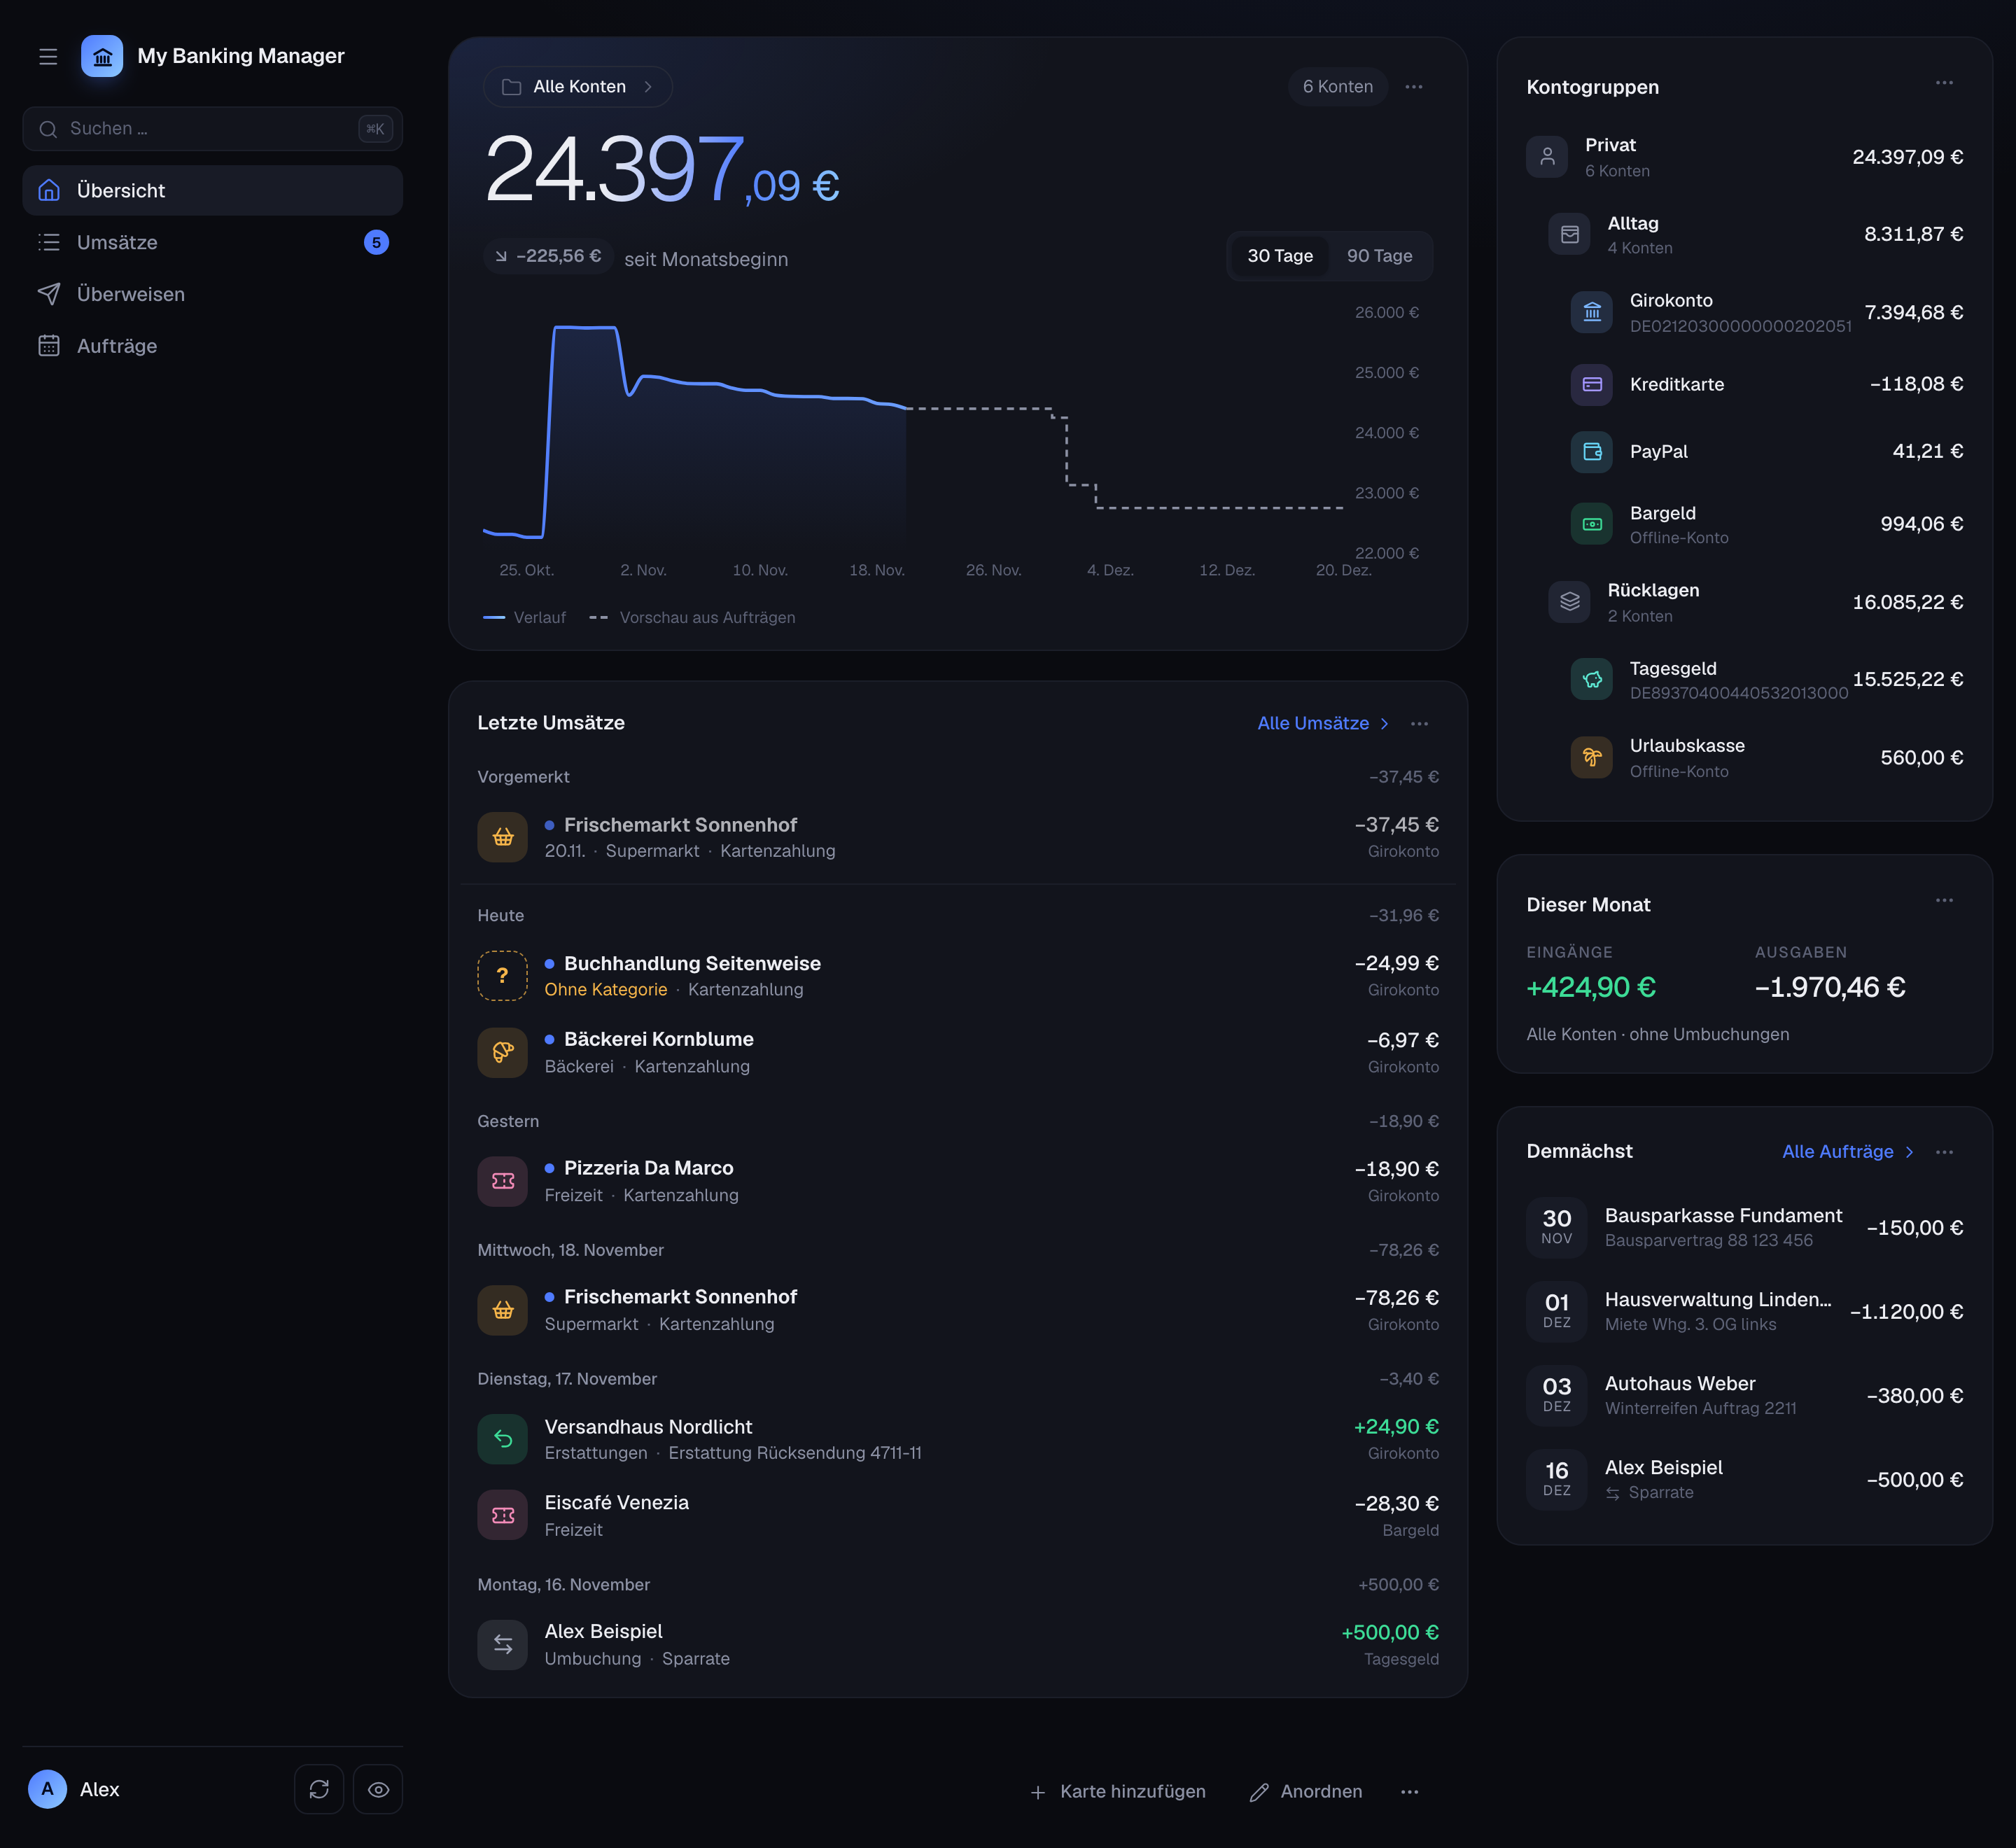 My Banking Manager
Suchen …
⌘K
Übersicht
Umsätze
5
Überweisen
Aufträge
A
Alex
Alle Konten
6 Konten
24.397,09 €
−225,56 €
seit Monatsbeginn
30 Tage
90 Tage
26.000 €
25.000 €
24.000 €
23.000 €
22.000 €
25. Okt.
2. Nov.
10. Nov.
18. Nov.
26. Nov.
4. Dez.
12. Dez.
20. Dez.
Verlauf
Vorschau aus Aufträgen
Letzte Umsätze
Alle Umsätze
Vorgemerkt
−37,45 €
Frischemarkt Sonnenhof
−37,45 €
20.11. · Supermarkt · Kartenzahlung
Girokonto
Heute
−31,96 €
?
Buchhandlung Seitenweise
−24,99 €
Ohne Kategorie · Kartenzahlung
Girokonto
Bäckerei Kornblume
−6,97 €
Bäckerei · Kartenzahlung
Girokonto
Gestern
−18,90 €
Pizzeria Da Marco
−18,90 €
Freizeit · Kartenzahlung
Girokonto
Mittwoch, 18. November
−78,26 €
Frischemarkt Sonnenhof
−78,26 €
Supermarkt · Kartenzahlung
Girokonto
Dienstag, 17. November
−3,40 €
Versandhaus Nordlicht
+24,90 €
Erstattungen · Erstattung Rücksendung 4711-11
Girokonto
Eiscafé Venezia
−28,30 €
Freizeit
Bargeld
Montag, 16. November
+500,00 €
Alex Beispiel
+500,00 €
Umbuchung · Sparrate
Tagesgeld
Karte hinzufügen
Anordnen
Kontogruppen
Privat
6 Konten
24.397,09 €
Alltag
4 Konten
8.311,87 €
Girokonto
DE02120300000000202051
7.394,68 €
Kreditkarte
−118,08 €
PayPal
41,21 €
Bargeld
Offline-Konto
994,06 €
Rücklagen
2 Konten
16.085,22 €
Tagesgeld
DE89370400440532013000
15.525,22 €
Urlaubskasse
Offline-Konto
560,00 €
Dieser Monat
EINGÄNGE
AUSGABEN
+424,90 €
−1.970,46 €
Alle Konten · ohne Umbuchungen
Demnächst
Alle Aufträge
30
NOV
Bausparkasse Fundament
Bausparvertrag 88 123 456
−150,00 €
01
DEZ
Hausverwaltung Linden…
Miete Whg. 3. OG links
−1.120,00 €
03
DEZ
Autohaus Weber
Winterreifen Auftrag 2211
−380,00 €
16
DEZ
Alex Beispiel
Sparrate
−500,00 €